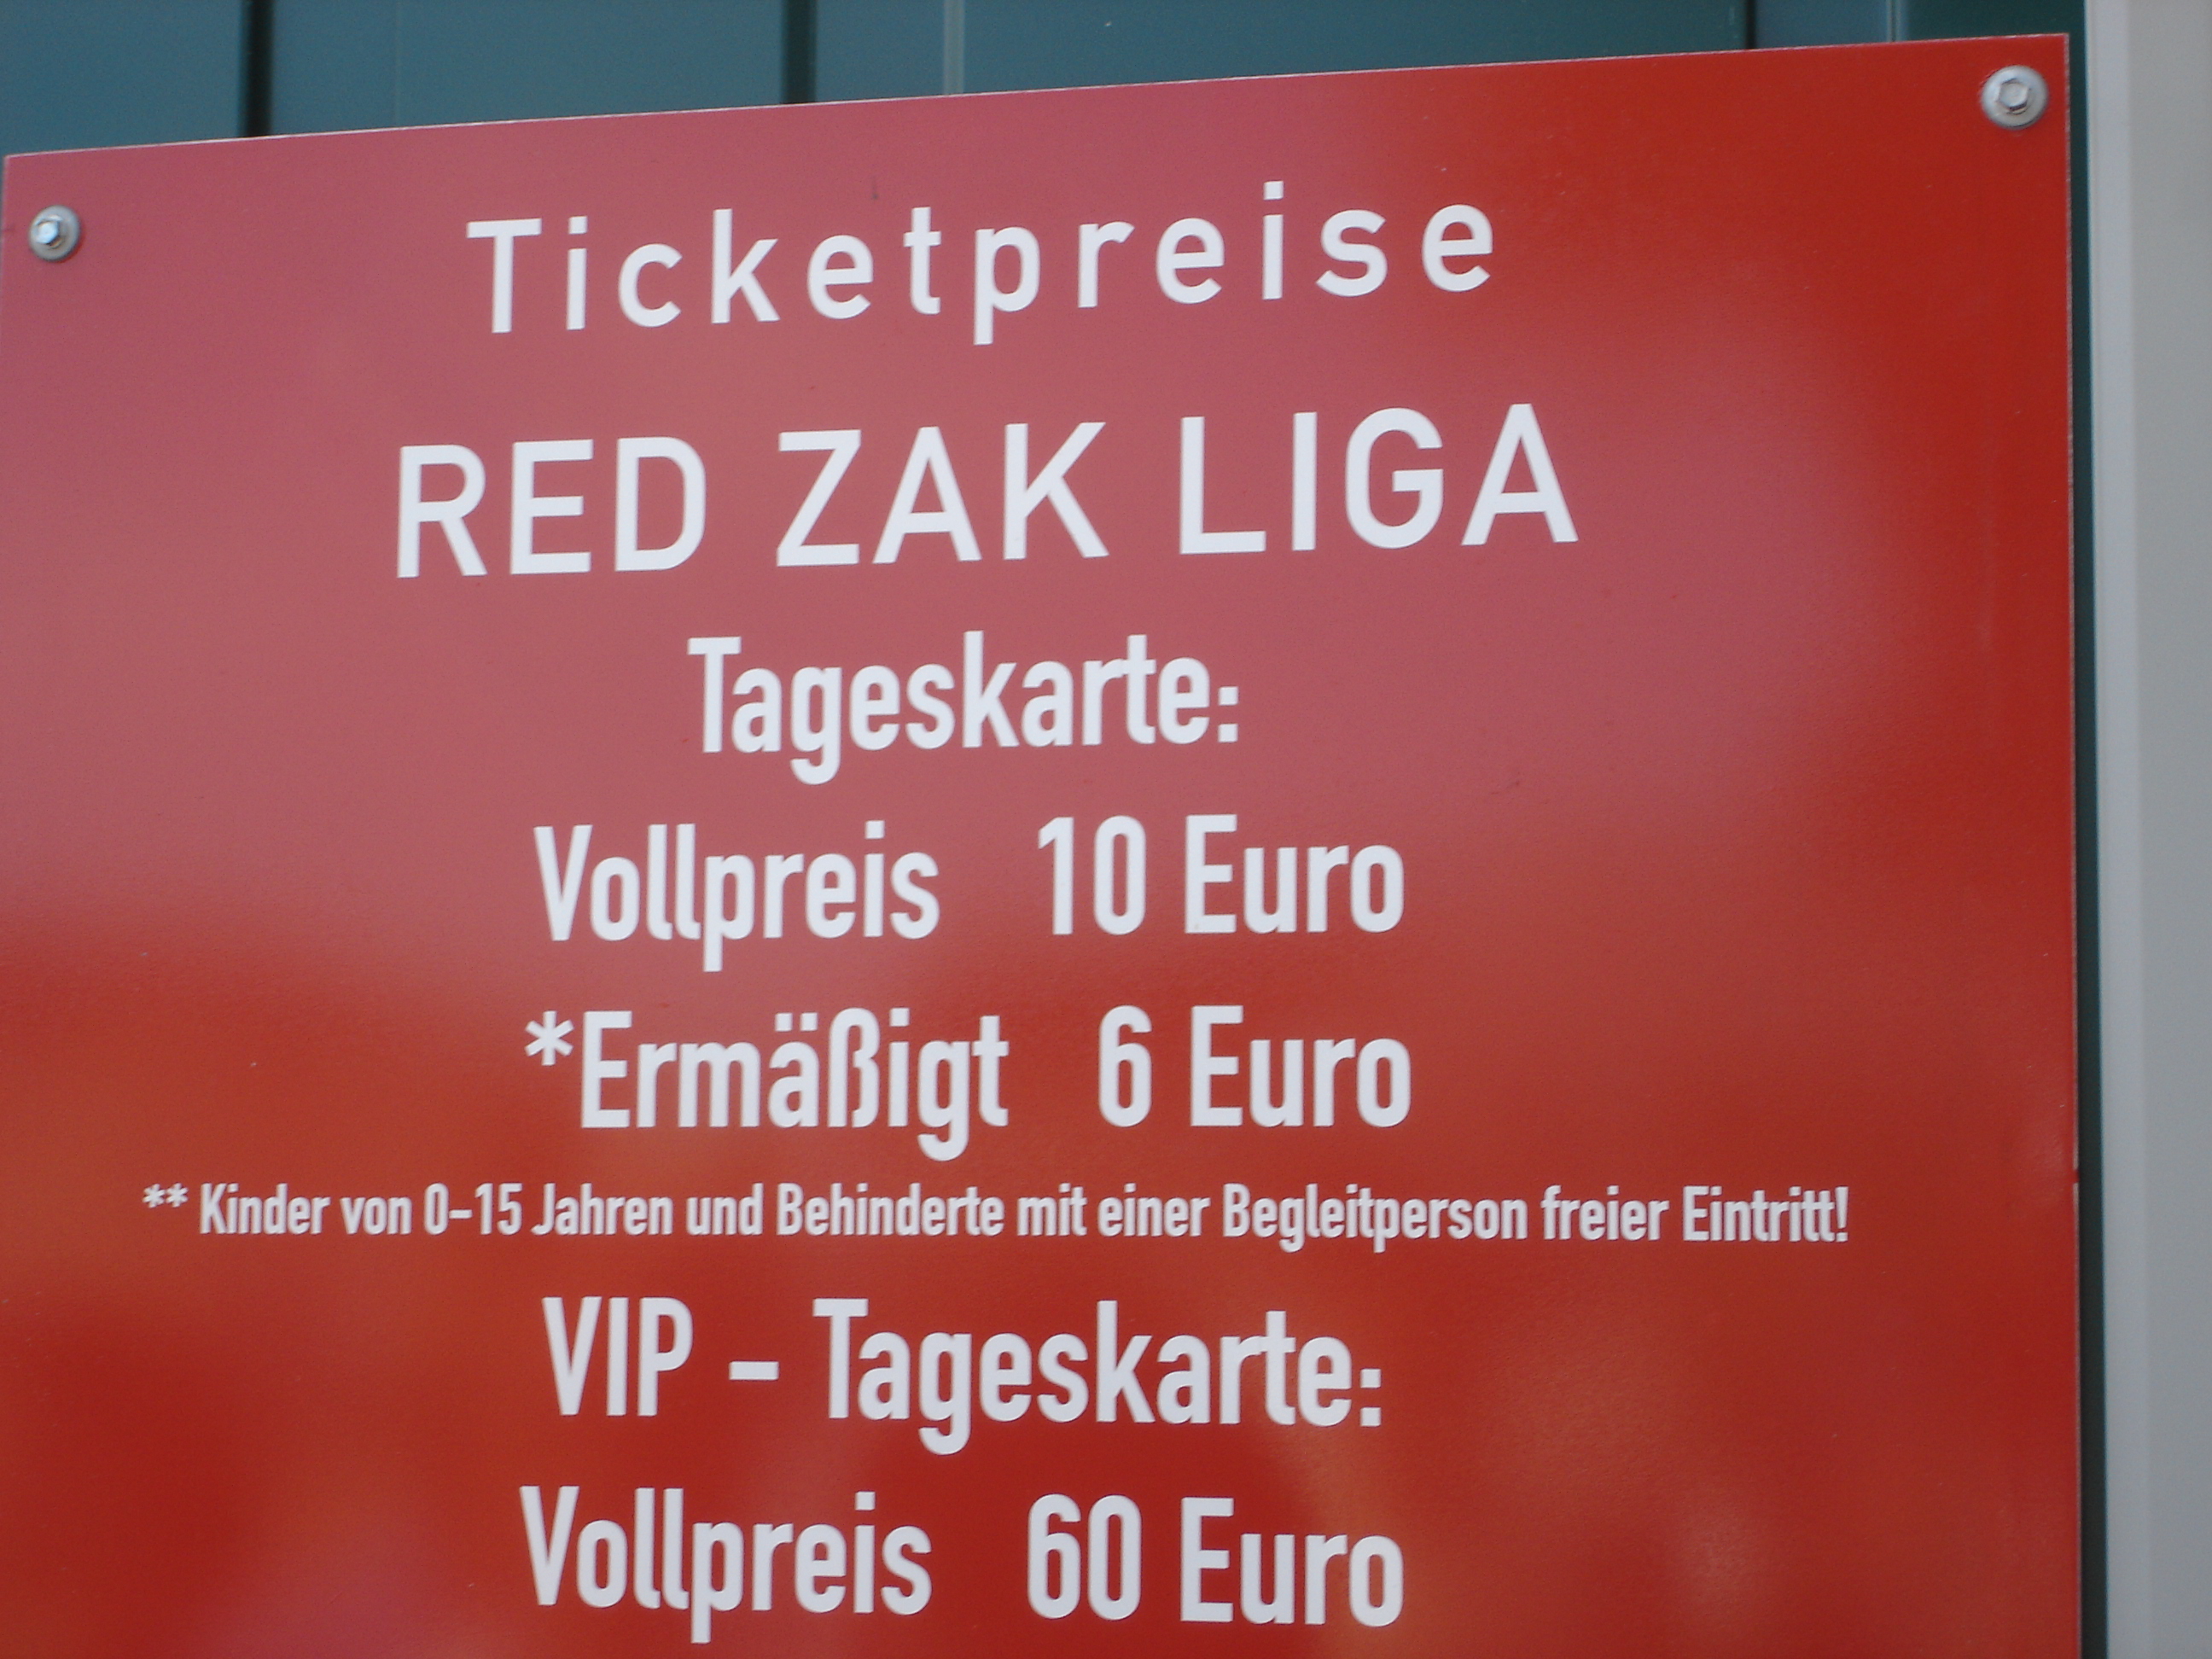 Ticketpreise
RED ZAK LIGA
Tageskarte:
Vollpreis 10 Euro
*Ermäßigt 6 Euro
** Kinder von 0-15 Jahren und Behinderte mit einer Begleitperson freier Eintritt!
VIP - Tageskarte:
Vollpreis 60 Euro